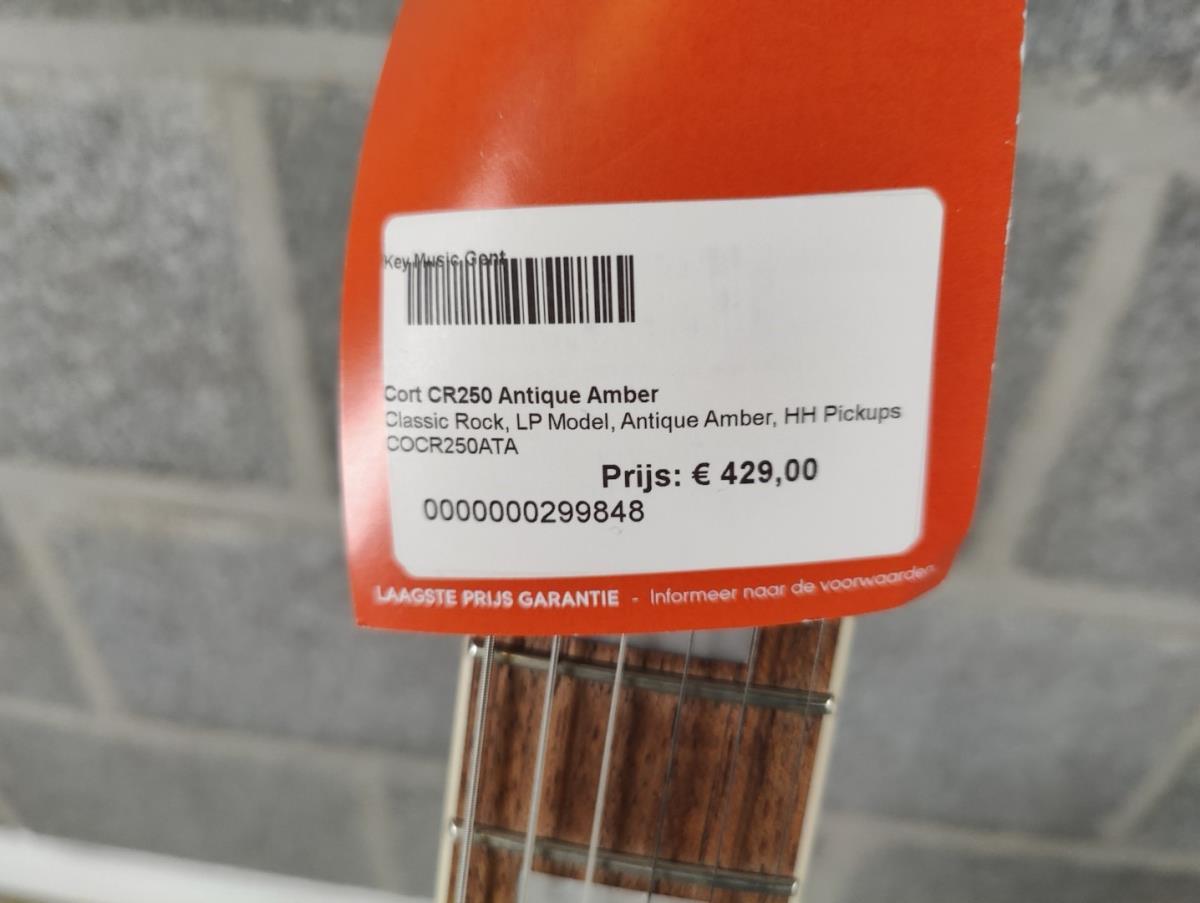 Key Music Gent
Cort CR250 Antique Amber
Classic Rock, LP Model, Antique Amber, HH Pickups
COCR250ATA
Prijs: € 429,00
0000000299848
LAAGSTE PRIJS GARANTIE - Informeer naar de voorwaarden